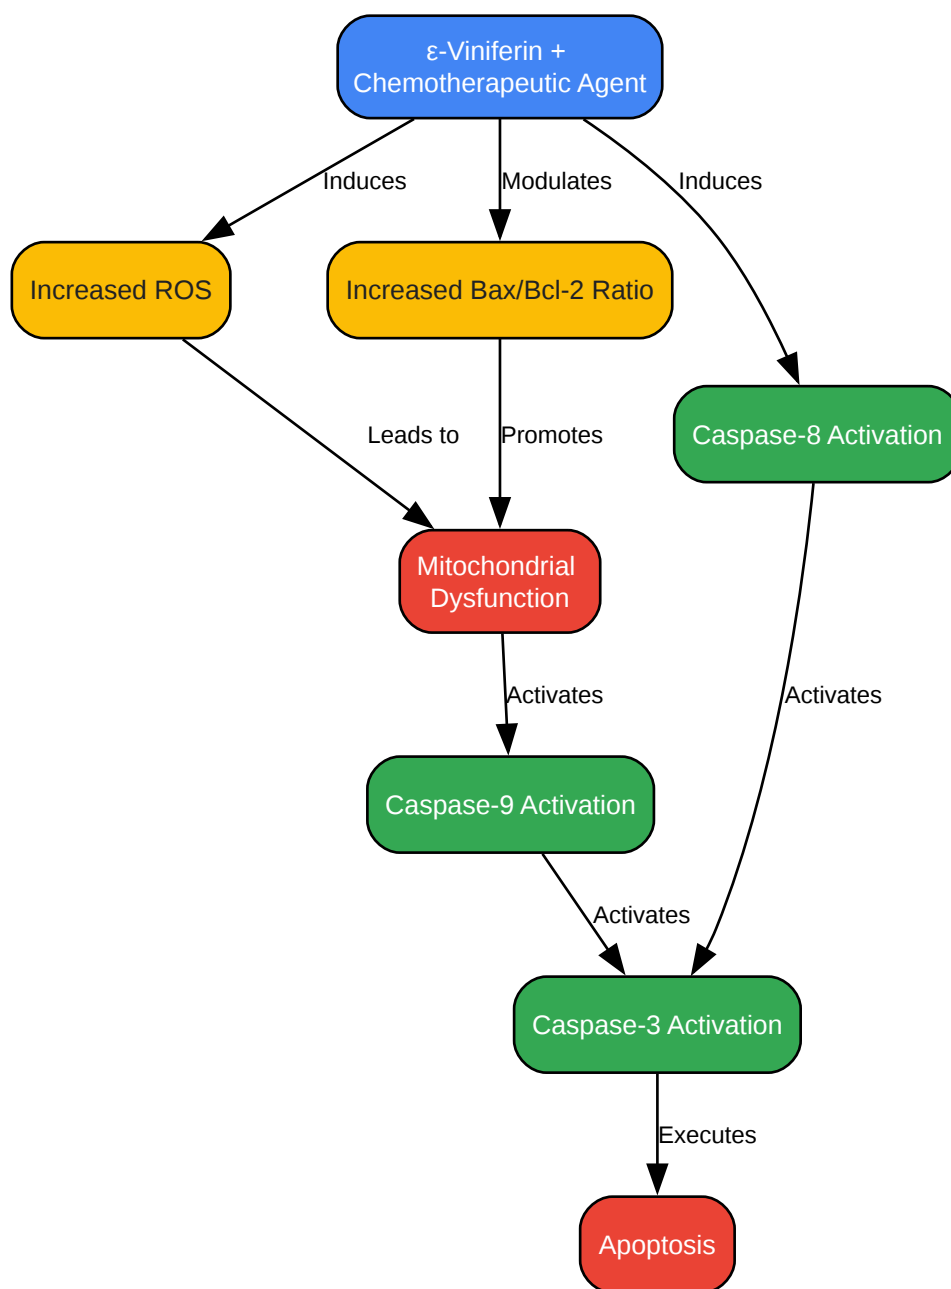 ε-Viniferin +
Chemotherapeutic Agent
Induces
Modulates
Induces
Increased ROS
Increased Bax/Bcl-2 Ratio
Leads to
Promotes
Caspase-8 Activation
Mitochondrial
Dysfunction
Activates
Activates
Caspase-9 Activation
Activates
Caspase-3 Activation
Executes
Apoptosis